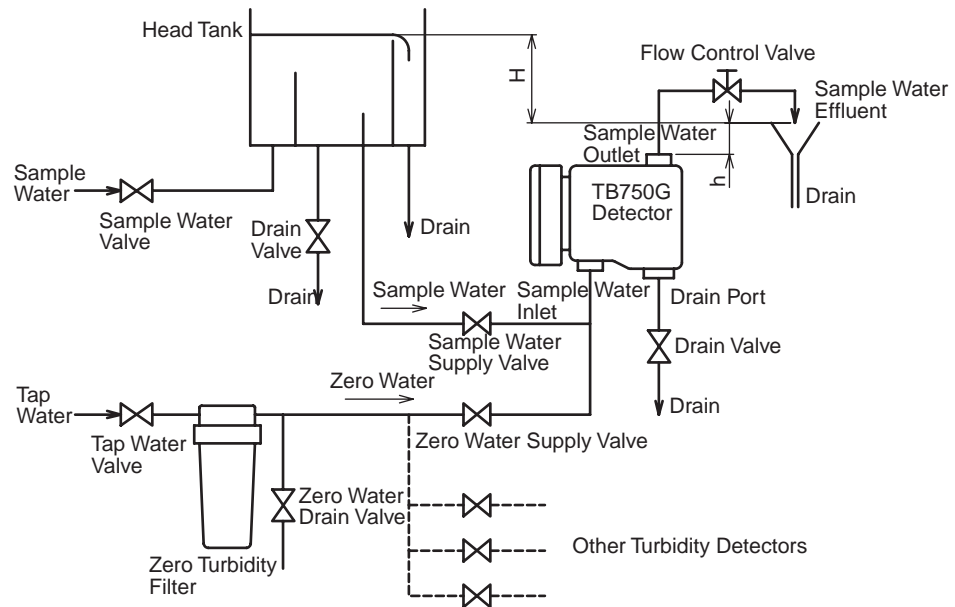 Head Tank
H
Flow Control Valve
Sample Water
Effluent
Sample Water
Outlet
h
TB750G
Detector
Drain
Sample
Water
Sample Water
Valve
Drain
Valve
Drain
Drain
Sample Water
Sample Water
Inlet
Drain Port
Sample Water
Supply Valve
Drain Valve
Zero Water
Tap
Water
Drain
Tap Water
Valve
Zero Water Supply Valve
Zero Water
Drain Valve
Other Turbidity Detectors
Zero Turbidity
Filter